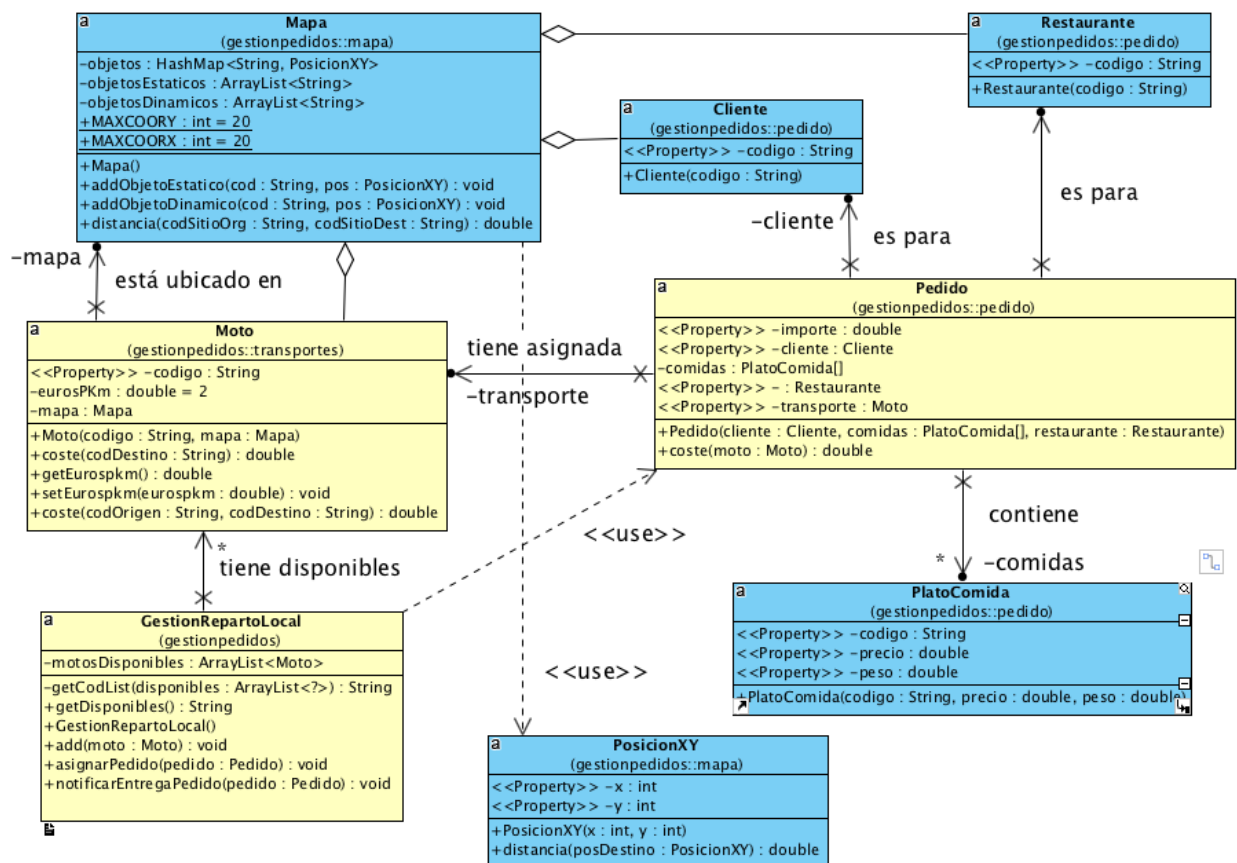 a
Mapa
(gestionpedidos::mapa)
-objetos : HashMap<String, PosicionXY>
-objetosEstaticos : ArrayList<String>
-objetosDinamicos : ArrayList<String>
+MAXCOORY : int = 20
+MAXCOORX : int = 20
+Mapa()
+addObjetoEstatico(cod : String, pos : PosicionXY) : void
+addObjetoDinamico(cod : String, pos : PosicionXY) : void
+distancia(codSitioOrg : String, codSitioDest : String) : double
a
Restaurante
(gestionpedidos::pedido)
<<Property>> -codigo : String
+Restaurante(codigo : String)
a
Cliente
(gestionpedidos::pedido)
<<Property>> -codigo : String
+Cliente(codigo : String)
es para
-cliente
es para
-mapa
está ubicado en
a
Pedido
(gestionpedidos::pedido)
<<Property>> -importe : double
<<Property>> -cliente : Cliente
-comidas : PlatoComida[]
<<Property>> - : Restaurante
<<Property>> -transporte : Moto
+Pedido(cliente : Cliente, comidas : PlatoComida[], restaurante : Restaurante)
+coste(moto : Moto) : double
a
Moto
(gestionpedidos::transportes)
<<Property>> -codigo : String
-eurosPKm : double = 2
-mapa : Mapa
+Moto(codigo : String, mapa : Mapa)
+coste(codDestino : String) : double
+getEurospkm() : double
+setEurospkm(eurospkm : double) : void
+coste(codOrigen : String, codDestino : String) : double
tiene asignada
-transporte
contiene
<<use>>
*
tiene disponibles
* -comidas
a
PlatoComida
(gestionpedidos::pedido)
<<Property>> -codigo : String
<<Property>> -precio : double
<<Property>> -peso : double
+PlatoComida(codigo : String, precio : double, peso : double)
a
GestionRepartoLocal
(gestionpedidos)
-motosDisponibles : ArrayList<Moto>
-getCodList(disponibles : ArrayList<?>) : String
+getDisponibles() : String
+GestionRepartoLocal()
+add(moto : Moto) : void
+asignarPedido(pedido : Pedido) : void
+notificarEntregaPedido(pedido : Pedido) : void
<<use>>
a
PosicionXY
(gestionpedidos::mapa)
<<Property>> -x : int
<<Property>> -y : int
+PosicionXY(x : int, y : int)
+distancia(posDestino : PosicionXY) : double